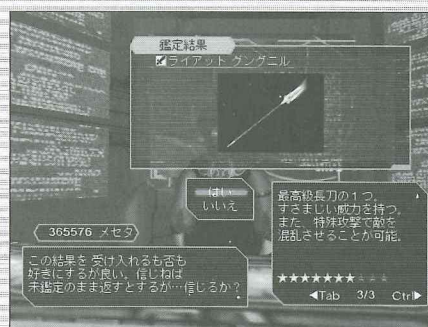 鑑定結果
ライアット グングニル
はい
いいえ
365576 メセタ
この結果を 受け入れるも否も
好きにするが良い。信じねば
未鑑定のまま返すとするが…信じるか?
最高級長刀の1つ。
すさまじい威力を持つ。
また、特殊攻撃で敵を
混乱させることが可能。
★★★★★★★★★★
◀Tab 3/3 Ctrl▶